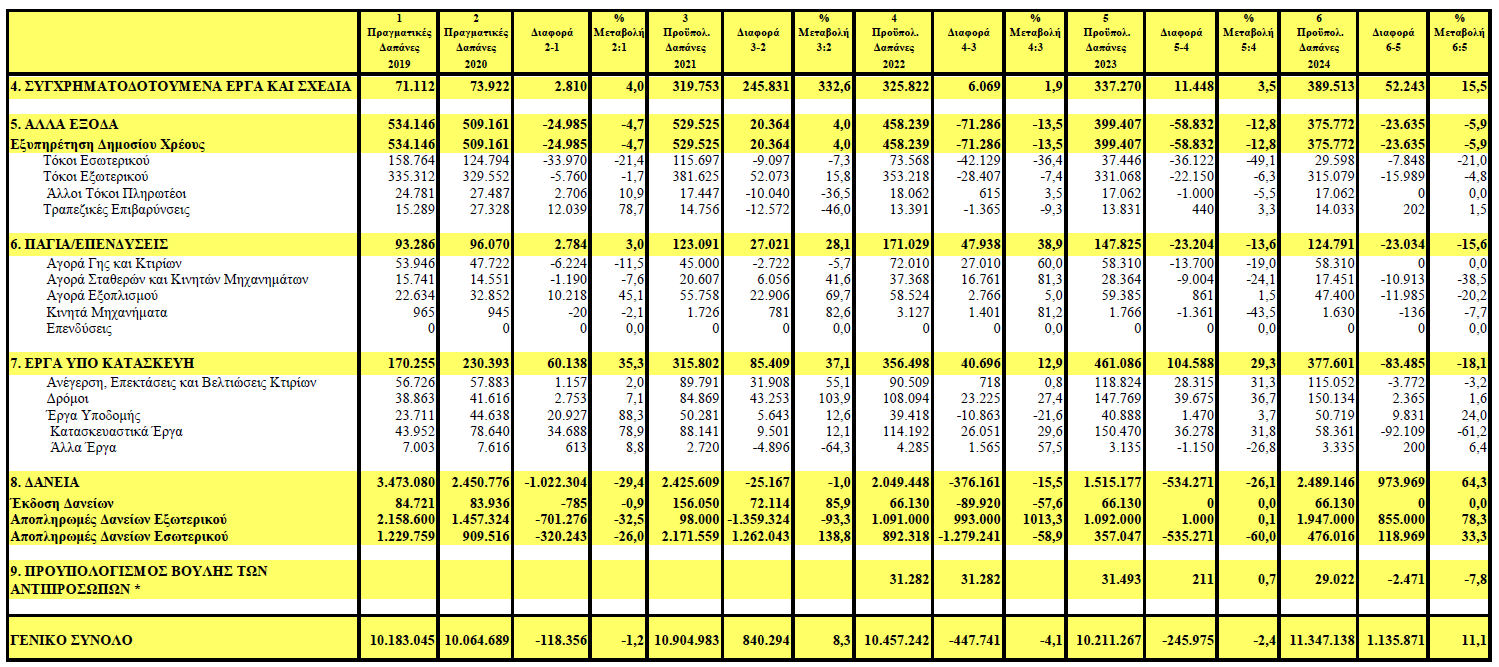 1 2 % 3 % 4 % 5 % 6 %
Πραγματικές Πραγματικές Διαφορά Μεταβολή Προϋπολ. Διαφορά Μεταβολή Προϋπολ. Διαφορά Μεταβολή Προϋπολ. Διαφορά Μεταβολή Προϋπολ. Διαφορά Μεταβολή
Δαπάνες Δαπάνες 2-1 2:1 Δαπάνες 3-2 3:2 Δαπάνες 4-3 4:3 Δαπάνες 5-4 5:4 Δαπάνες 6-5 6:5
2019 2020 2021 2022 2023 2024
4. ΣΥΓΧΡΗΜΑΤΟΔΟΤΟΥΜΕΝΑ ΕΡΓΑ ΚΑΙ ΣΧΕΔΙΑ 71.112 73.922 2.810 4,0 319.753 245.831 332,6 325.822 6.069 1,9 337.270 11.448 3,5 389.513 52.243 15,5
5. ΑΛΛΑ ΕΞΟΔΑ 534.146 509.161 -24.985 -4,7 529.525 20.364 4,0 458.239 -71.286 -13,5 399.407 -58.832 -12,8 375.772 -23.635 -5,9
Εξυπηρέτηση Δημοσίου Χρέους 534.146 509.161 -24.985 -4,7 529.525 20.364 4,0 458.239 -71.286 -13,5 399.407 -58.832 -12,8 375.772 -23.635 -5,9
Τόκοι Εσωτερικού 158.764 124.794 -33.970 -21,4 115.697 -9.097 -7,3 73.568 -42.129 -36,4 37.446 -36.122 -49,1 29.598 -7.848 -21,0
Τόκοι Εξωτερικού 335.312 329.552 -5.760 -1,7 381.625 52.073 15,8 353.218 -28.407 -7,4 331.068 -22.150 -6,3 315.079 -15.989 -4,8
Άλλοι Τόκοι Πληρωτέοι 24.781 27.487 2.706 10,9 17.447 -10.040 -36,5 18.062 615 3,5 17.062 -1.000 -5,5 17.062 0 0,0
Τραπεζικές Επιβαρύνσεις 15.289 27.328 12.039 78,7 14.756 -12.572 -46,0 13.391 -1.365 -9,3 13.831 440 3,3 14.033 202 1,5
6. ΠΑΓΙΑ/ΕΠΕΝΔΥΣΕΙΣ 93.286 96.070 2.784 3,0 123.091 27.021 28,1 171.029 47.938 38,9 147.825 -23.204 -13,6 124.791 -23.034 -15,6
Αγορά Γης και Κτιρίων 53.946 47.722 -6.224 -11,5 45.000 -2.722 -5,7 72.010 27.010 60,0 58.310 -13.700 -19,0 58.310 0 0,0
Αγορά Σταθερών και Κινητών Μηχανημάτων 15.741 14.551 -1.190 -7,6 20.607 6.056 41,6 37.368 16.761 81,3 28.364 -9.004 -24,1 17.451 -10.913 -38,5
Αγορά Εξοπλισμού 22.634 32.852 10.218 45,1 55.758 22.906 69,7 58.524 2.766 5,0 59.385 861 1,5 47.400 -11.985 -20,2
Κινητά Μηχανήματα 965 945 -20 -2,1 1.726 781 82,6 3.127 1.401 81,2 1.766 -1.361 -43,5 1.630 -136 -7,7
Επενδύσεις 0 0 0 0,0 0 0 0,0 0 0 0,0 0 0 0,0 0 0 0,0
7. ΕΡΓΑ ΥΠΟ ΚΑΤΑΣΚΕΥΗ 170.255 230.393 60.138 35,3 315.802 85.409 37,1 356.498 40.696 12,9 461.086 104.588 29,3 377.601 -83.485 -18,1
Ανέγερση, Επεκτάσεις και Βελτιώσεις Κτιρίων 56.726 57.883 1.157 2,0 89.791 31.908 55,1 90.509 718 0,8 118.824 28.315 31,3 115.052 -3.772 -3,2
Δρόμοι 38.863 41.616 2.753 7,1 84.869 43.253 103,9 108.094 23.225 27,4 147.769 39.675 36,7 150.134 2.365 1,6
Έργα Υποδομής 23.711 44.638 20.927 88,3 50.281 5.643 12,6 39.418 -10.863 -21,6 40.888 1.470 3,7 50.719 9.831 24,0
Κατασκευαστικά Έργα 43.952 78.640 34.688 78,9 88.141 9.501 12,1 114.192 26.051 29,6 150.470 36.278 31,8 58.361 -92.109 -61,2
Άλλα Έργα 7.003 7.616 613 8,8 2.720 -4.896 -64,3 4.285 1.565 57,5 3.135 -1.150 -26,8 3.335 200 6,4
8. ΔΑΝΕΙΑ 3.473.080 2.450.776 -1.022.304 -29,4 2.425.609 -25.167 -1,0 2.049.448 -376.161 -15,5 1.515.177 -534.271 -26,1 2.489.146 973.969 64,3
Έκδοση Δανείων 84.721 83.936 -785 -0,9 156.050 72.114 85,9 66.130 -89.920 -57,6 66.130 0 0,0 66.130 0 0,0
Αποπληρωμές Δανείων Εξωτερικού 2.158.600 1.457.324 -701.276 -32,5 98.000 -1.359.324 -93,3 1.091.000 993.000 1013,3 1.092.000 1.000 0,1 1.947.000 855.000 78,3
Αποπληρωμές Δανείων Εσωτερικού 1.229.759 909.516 -320.243 -26,0 2.171.559 1.262.043 138,8 892.318 -1.279.241 -58,9 357.047 -535.271 -60,0 476.016 118.969 33,3
9. ΠΡΟΥΠΟΛΟΓΙΣΜΟΣ ΒΟΥΛΗΣ ΤΩΝ
ΑΝΤΙΠΡΟΣΩΠΩΝ * 31.282 31.282 31.493 211 0,7 29.022 -2.471 -7,8
ΓΕΝΙΚΟ ΣΥΝΟΛΟ 10.183.045 10.064.689 -118.356 -1,2 10.904.983 840.294 8,3 10.457.242 -447.741 -4,1 10.211.267 -245.975 -2,4 11.347.138 1.135.871 11,1